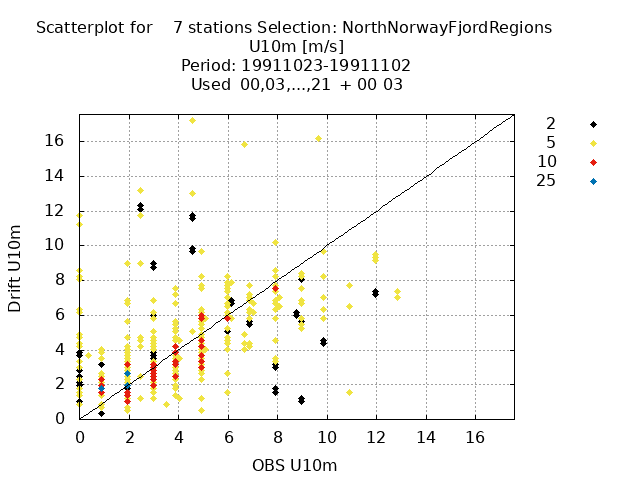 Scatterplot for 7 stations Selection: NorthNorwayFjordRegions
U10m [m/s]
Period: 19911023-19911102
Used 00,03,...,21 + 00 03
2
5
10
25
16
14
12
10
8
6
4
2
0
Drift U10m
0 2 4 6 8 10 12 14 16
OBS U10m